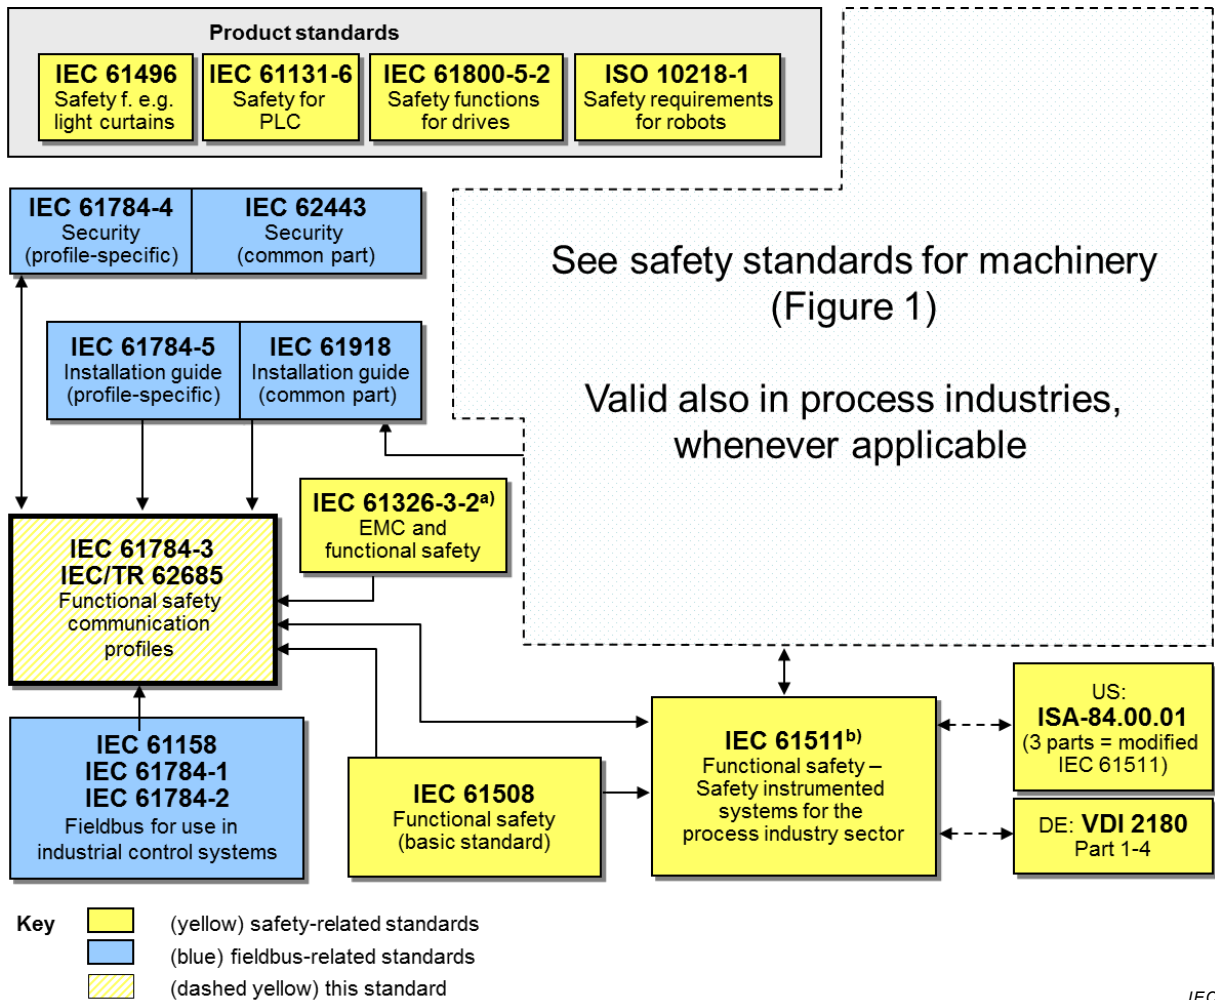 Product standards
IEC 61496
Safety f. e.g.
light curtains
IEC 61131-6
Safety for
PLC
IEC 61800-5-2
Safety functions
for drives
ISO 10218-1
Safety requirements
for robots
IEC 61784-4
Security
(profile-specific)
IEC 62443
Security
(common part)
See safety standards for machinery
(Figure 1)
Valid also in process industries,
whenever applicable
IEC 61784-5
Installation guide
(profile-specific)
IEC 61918
Installation guide
(common part)
IEC 61326-3-2a)
EMC and
functional safety
IEC 61784-3
IEC/TR 62685
Functional safety
communication
profiles
IEC 61158
IEC 61784-1
IEC 61784-2
Fieldbus for use in
industrial control systems
IEC 61508
Functional safety
(basic standard)
IEC 61511b)
Functional safety –
Safety instrumented
systems for the
process industry sector
US:
ISA-84.00.01
(3 parts = modified
IEC 61511)
DE: VDI 2180
Part 1-4
Key
(yellow) safety-related standards
(blue) fieldbus-related standards
(dashed yellow) this standard
IEC